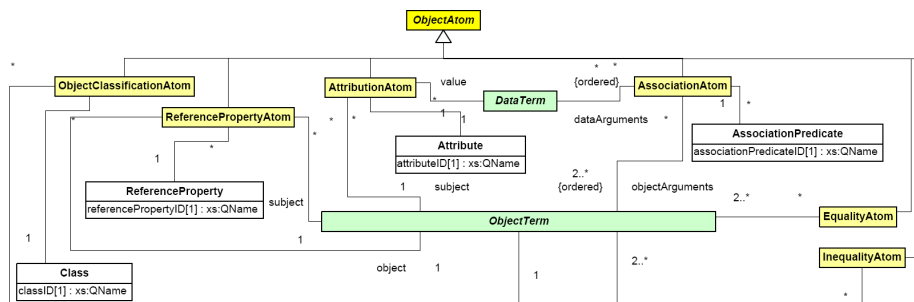 ObjectAtom
*
ObjectClassificationAtom
AttributionAtom
value
* *
{ordered}
AssociationAtom
DataTerm
*
1
1
1
*
ReferencePropertyAtom
*
*
*
*
dataArguments
*
Attribute
attributeID[1] : xs:QName
AssociationPredicate
associationPredicateID[1] : xs:QName
1
*
ReferenceProperty
referencePropertyID[1] : xs:QName
subject
1
subject
2..*
{ordered}
objectArguments
2..*
*
ObjectTerm
EqualityAtom
1
1
object
1
1
2..*
InequalityAtom
Class
classID[1] : xs:QName
*